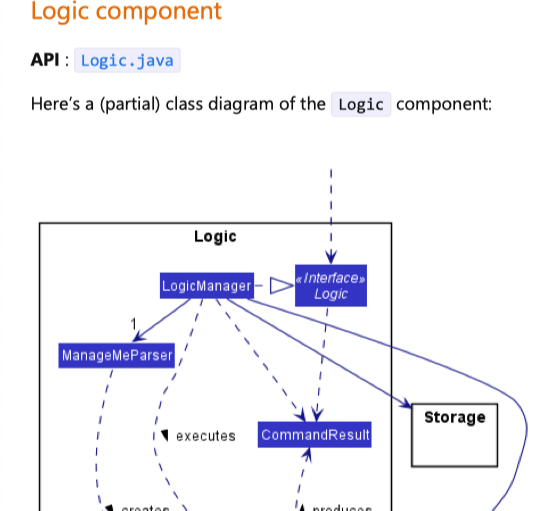 Logic component
API : Logic.java
Here’s a (partial) class diagram of the Logic component:
Logic
LogicManager
«Interface»
Logic
1
ManageMeParser
Storage
executes
CommandResult
creates
produces